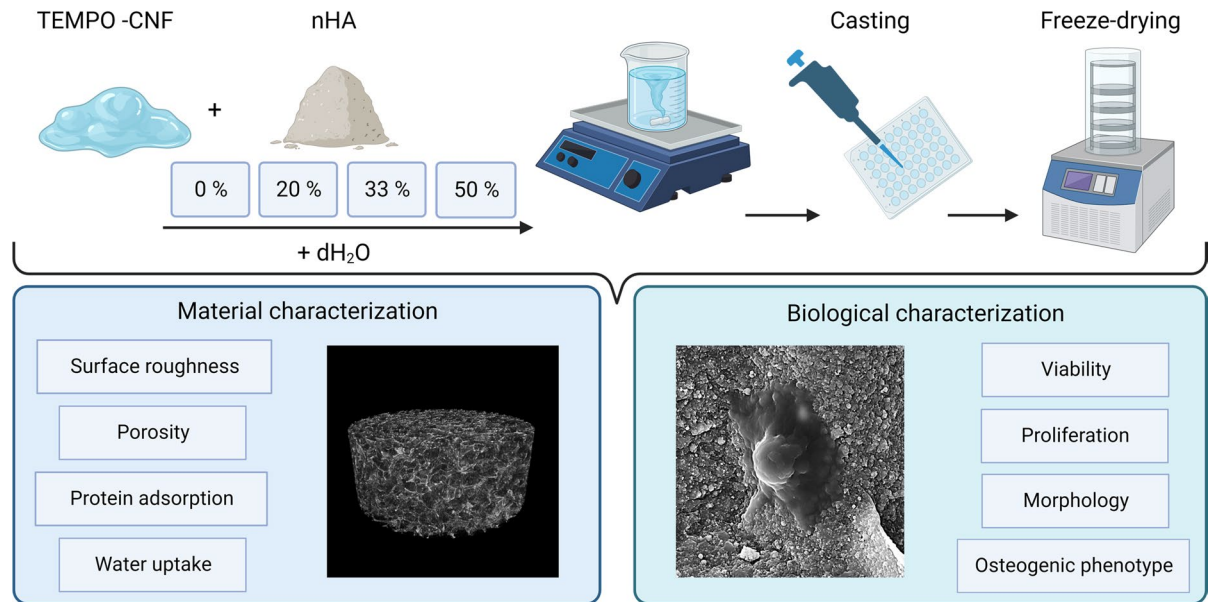 TEMPO -CNF
nHA
Casting
Freeze-drying
+
0 %
20 %
33 %
50 %
+ dH₂O
Material characterization
Surface roughness
Porosity
Protein adsorption
Water uptake
Biological characterization
Viability
Proliferation
Morphology
Osteogenic phenotype